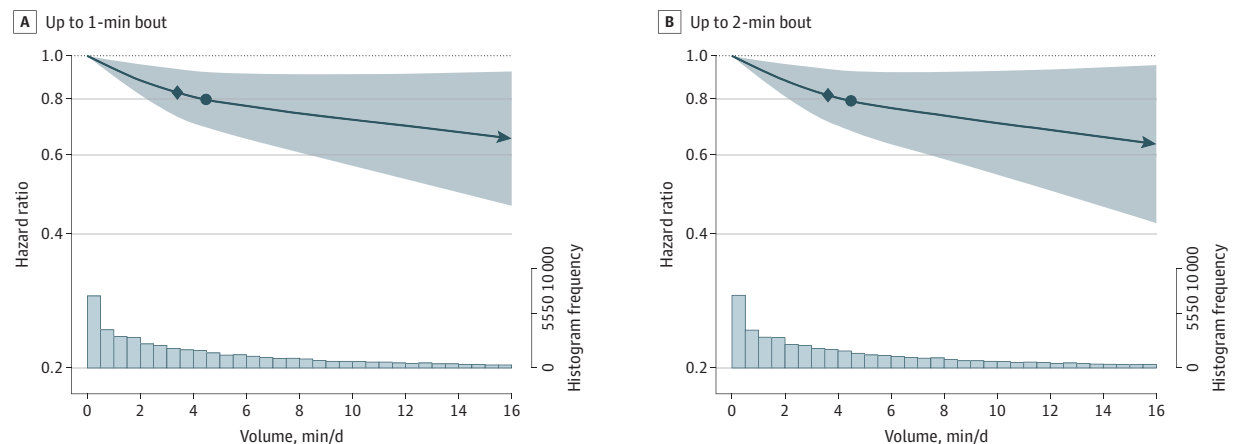 A Up to 1-min bout
1.0
0.8
0.6
0.4
0.2
Hazard ratio
0
5550
10 000
Histogram frequency
0 2 4 6 8 10 12 14 16
Volume, min/d
B Up to 2-min bout
1.0
0.8
0.6
0.4
0.2
Hazard ratio
0
5550
10 000
Histogram frequency
0 2 4 6 8 10 12 14 16
Volume, min/d